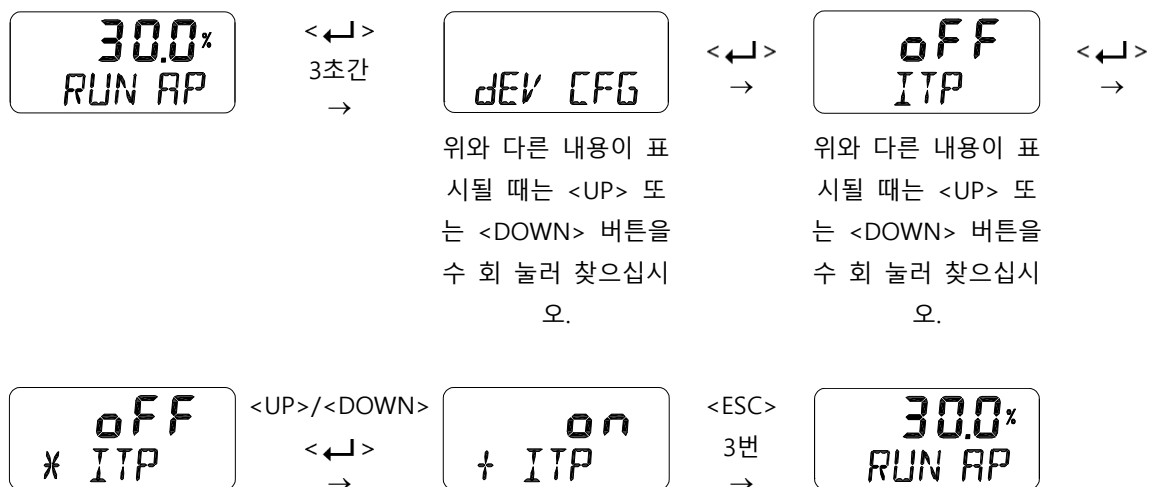 30.0%
RUN AP
<↵>
3초간
→
dEV CFG
<↵>
→
oFF
ITP
<↵>
→
위와 다른 내용이 표
시될 때는 <UP> 또
는 <DOWN> 버튼을
수 회 눌러 찾으십시
오.
위와 다른 내용이 표
시될 때는 <UP> 또
는 <DOWN> 버튼을
수 회 눌러 찾으십시
오.
oFF
* ITP
<UP>/<DOWN>
<↵>
→
on
+ ITP
<ESC>
3번
→
30.0%
RUN AP